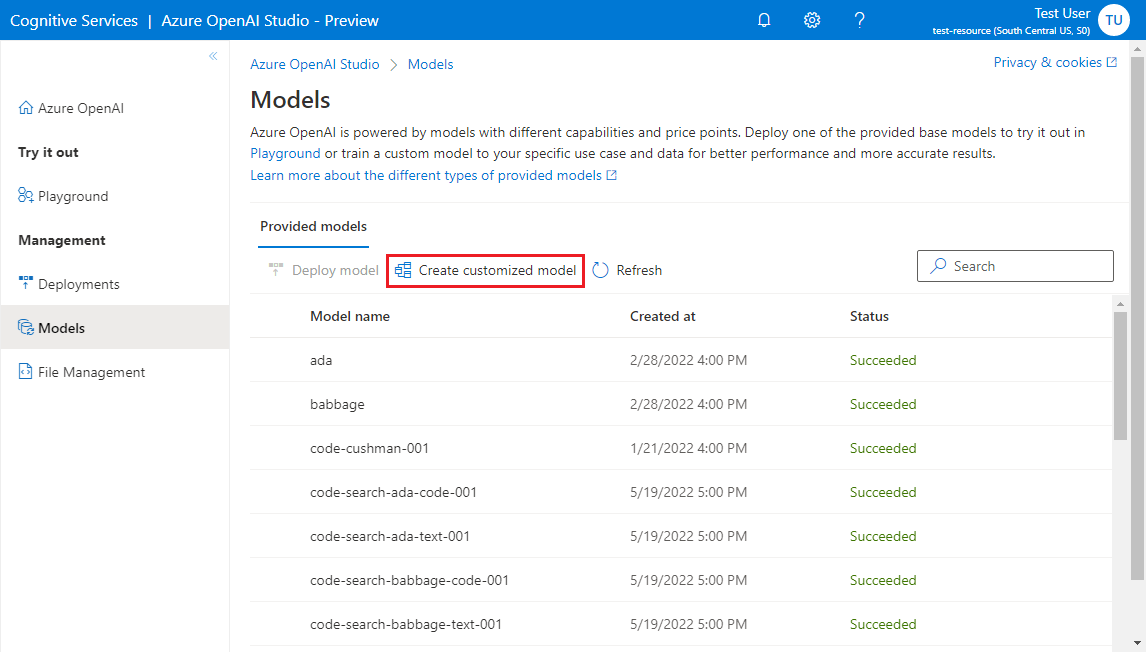 Cognitive Services | Azure OpenAI Studio - Preview
Test User
test-resource (South Central US, S0)
TU
Azure OpenAI
Try it out
Playground
Management
Deployments
Models
File Management
Azure OpenAI Studio > Models
Privacy & cookies
Models
Azure OpenAI is powered by models with different capabilities and price points. Deploy one of the provided base models to try it out in
Playground or train a custom model to your specific use case and data for better performance and more accurate results.
Learn more about the different types of provided models
Provided models
Deploy model Create customized model Refresh Search
Model name Created at Status
ada 2/28/2022 4:00 PM Succeeded
babbage 2/28/2022 4:00 PM Succeeded
code-cushman-001 1/21/2022 4:00 PM Succeeded
code-search-ada-code-001 5/19/2022 5:00 PM Succeeded
code-search-ada-text-001 5/19/2022 5:00 PM Succeeded
code-search-babbage-code-001 5/19/2022 5:00 PM Succeeded
code-search-babbage-text-001 5/19/2022 5:00 PM Succeeded